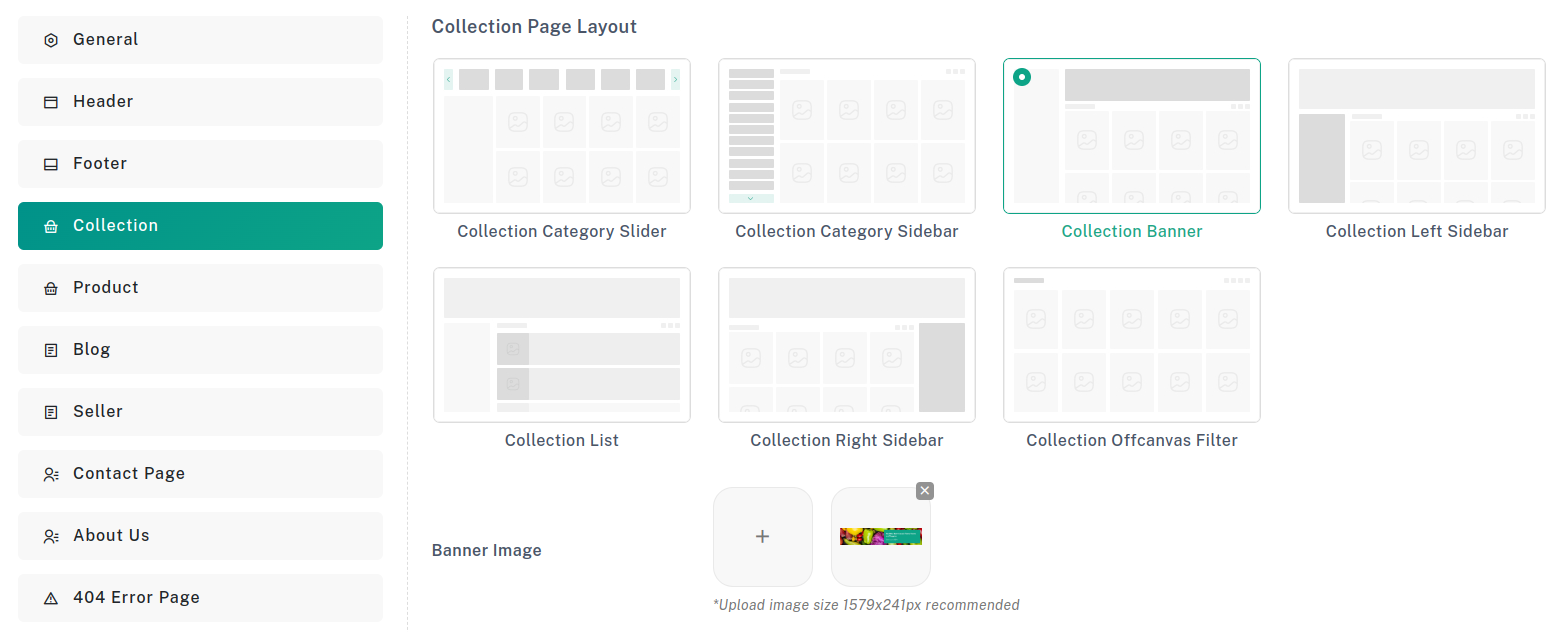 General
Header
Footer
Collection
Product
Blog
Seller
Contact Page
About Us
404 Error Page
Collection Page Layout
Collection Category Slider
Collection Category Sidebar
Collection Banner
Collection Left Sidebar
Collection List
Collection Right Sidebar
Collection Offcanvas Filter
Banner Image
*Upload image size 1579x241px recommended